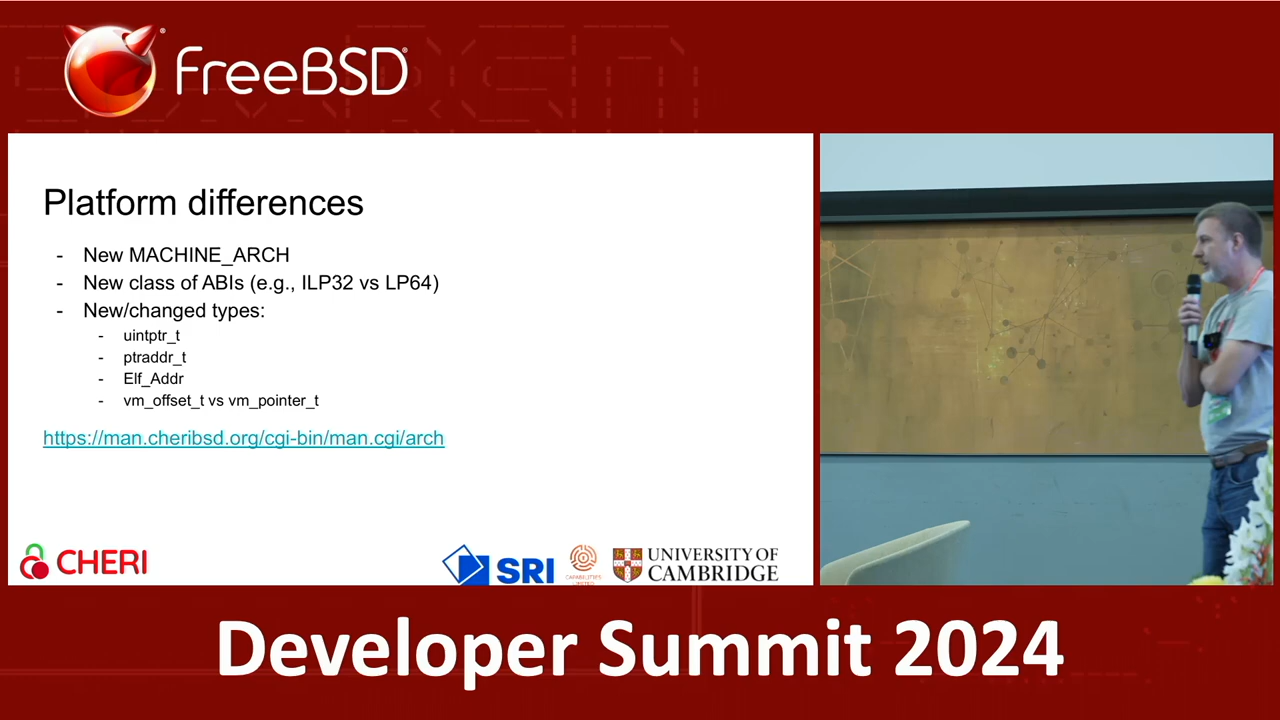 FreeBSD®
Platform differences
- New MACHINE_ARCH
- New class of ABIs (e.g., ILP32 vs LP64)
- New/changed types:
- uintptr_t
- ptraddr_t
- Elf_Addr
- vm_offset_t vs vm_pointer_t
https://man.cheribsd.org/cgi-bin/man.cgi/arch
CHERI
SRI
CAPABILITIES
LIMITED
UNIVERSITY OF
CAMBRIDGE
Developer Summit 2024